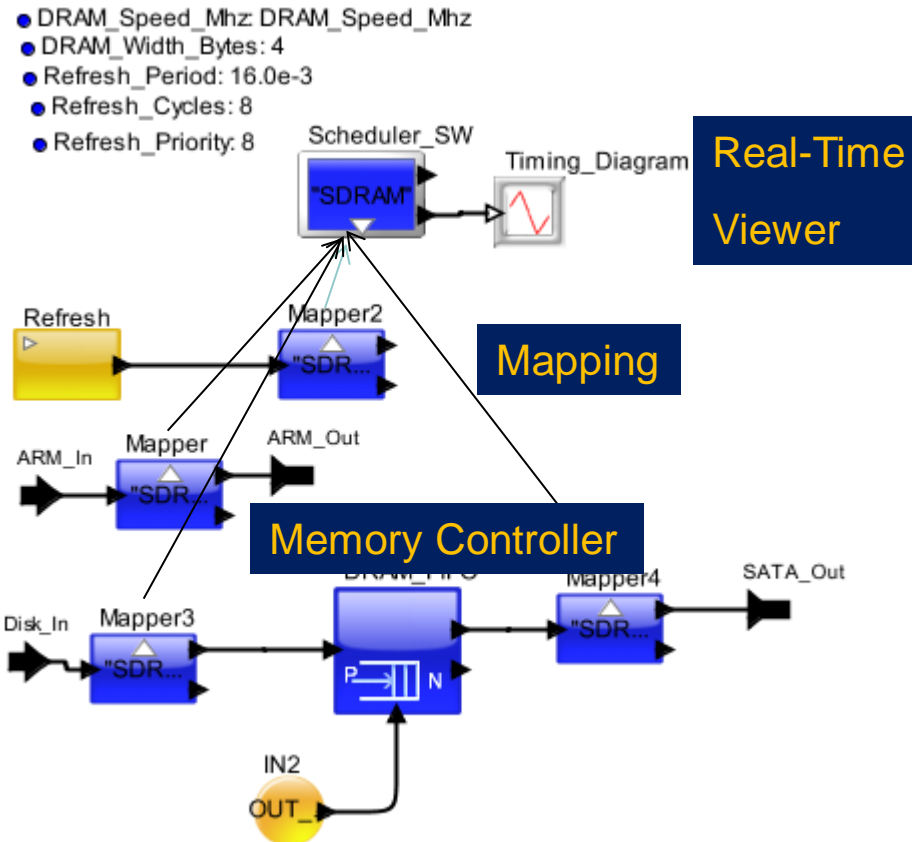 DRAM_Speed_Mhz: DRAM_Speed_Mhz
DRAM_Width_Bytes: 4
Refresh_Period: 16.0e-3
Refresh_Cycles: 8
Refresh_Priority: 8
Scheduler_SW
"SDRAM"
Timing_Diagram
Real-Time
Viewer
Refresh
Mapper2
"SDR...
Mapping
ARM_In
Mapper
"SDR...
ARM_Out
Memory Controller
Disk_In
Mapper3
"SDR...
P N
Mapper4
"SDR...
SATA_Out
IN2
OUT_